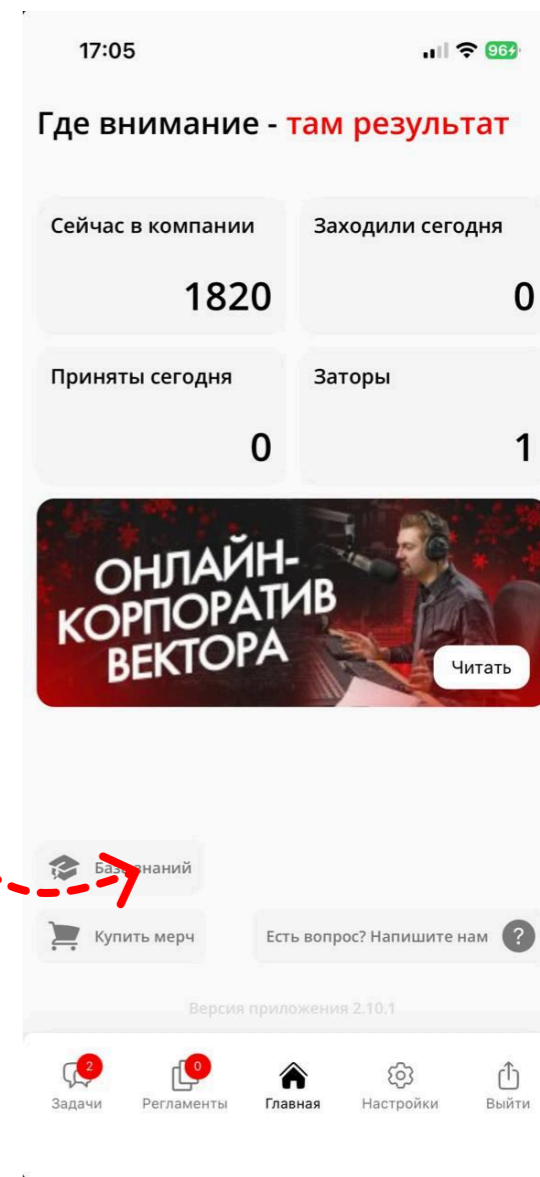 17:05
96
Где внимание - там результат
Сейчас в компании
1820
Заходили сегодня
0
Приняты сегодня
0
Заторы
1
ОНЛАЙН-
КОРПОРАТИВ
ВЕКТОРА
Читать
База знаний
Купить мерч
Есть вопрос? Напишите нам ?
Версия приложения 2.10.1
2
0
Задачи Регламенты Главная Настройки Выйти